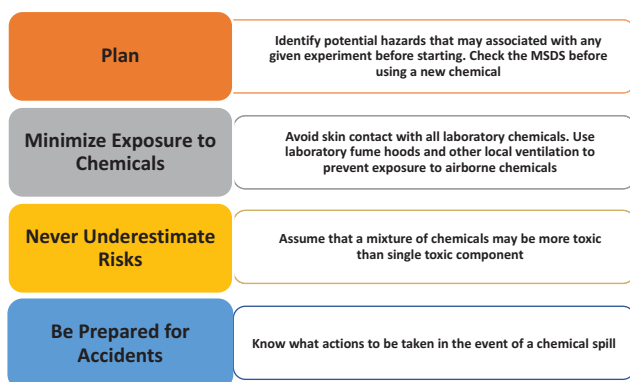 Plan
Identify potential hazards that may associated with any
given experiment before starting. Check the MSDS before
using a new chemical
Minimize Exposure to
Chemicals
Avoid skin contact with all laboratory chemicals. Use
laboratory fume hoods and other local ventilation to
prevent exposure to airborne chemicals
Never Underestimate
Risks
Assume that a mixture of chemicals may be more toxic
than single toxic component
Be Prepared for
Accidents
Know what actions to be taken in the event of a chemical spill